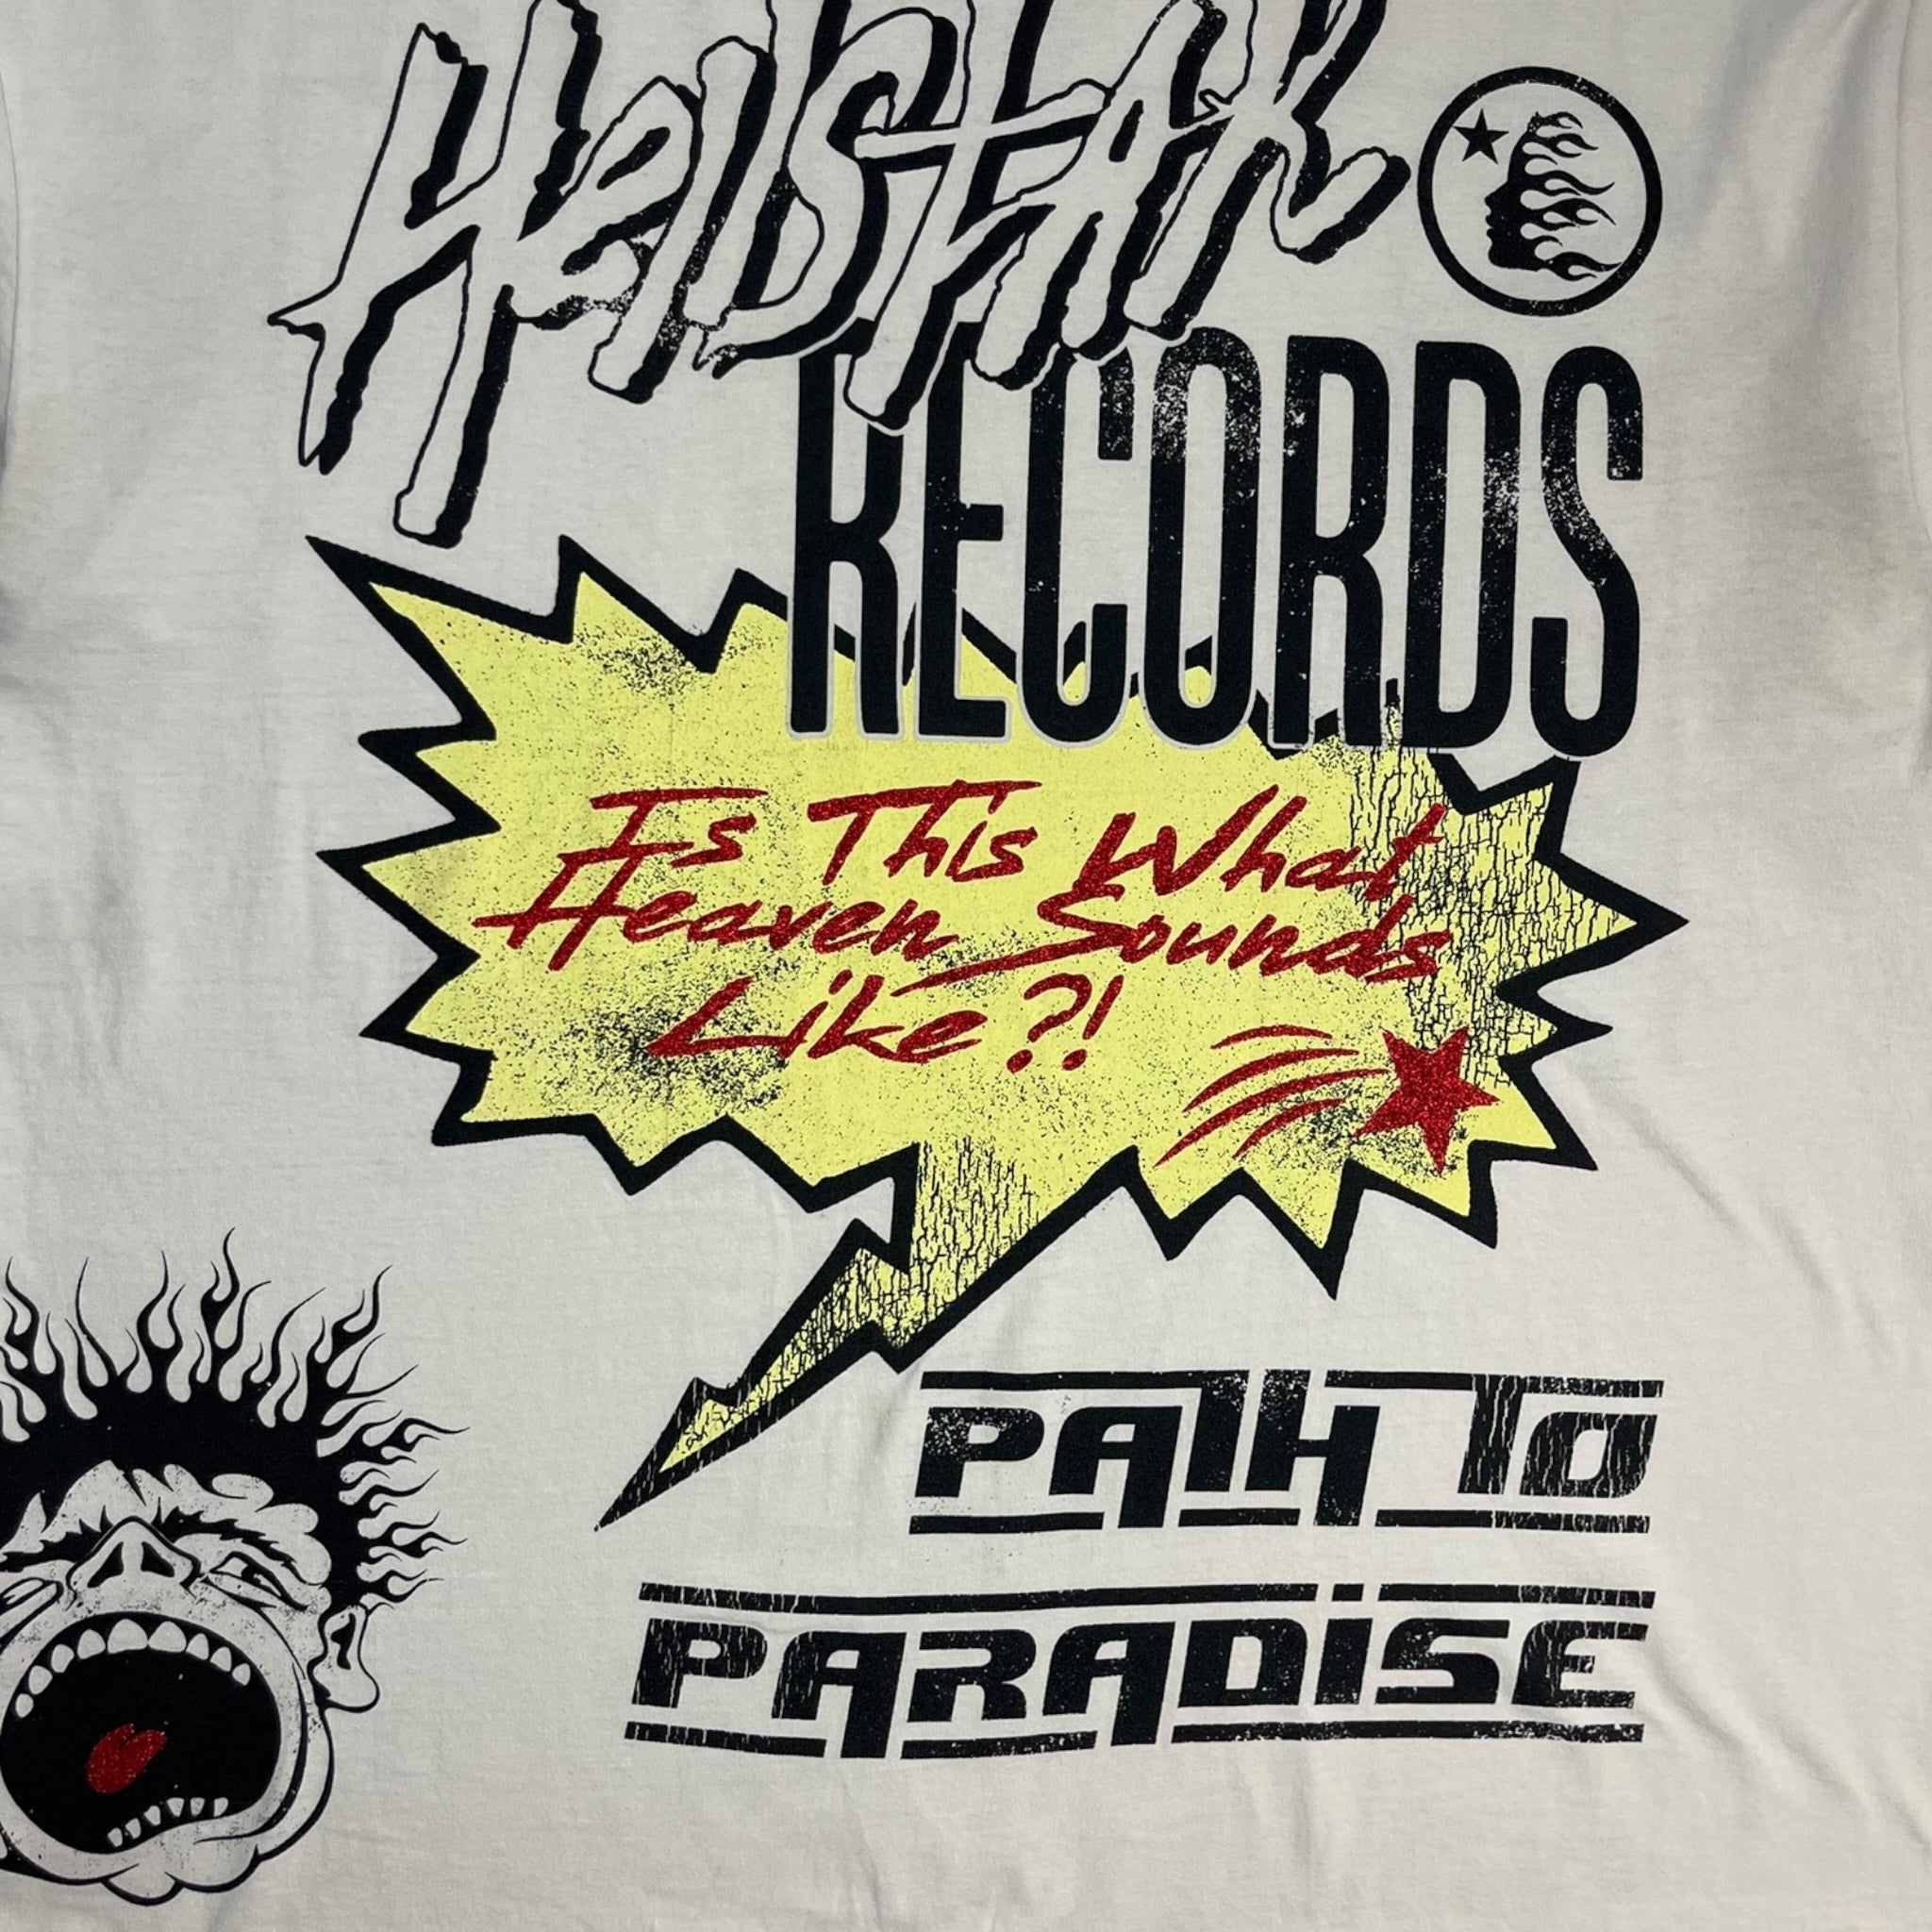 HellSTAR
RECORDS
Is This What
Heaven Sounds
Like?!
PATH TO
PARADiSE